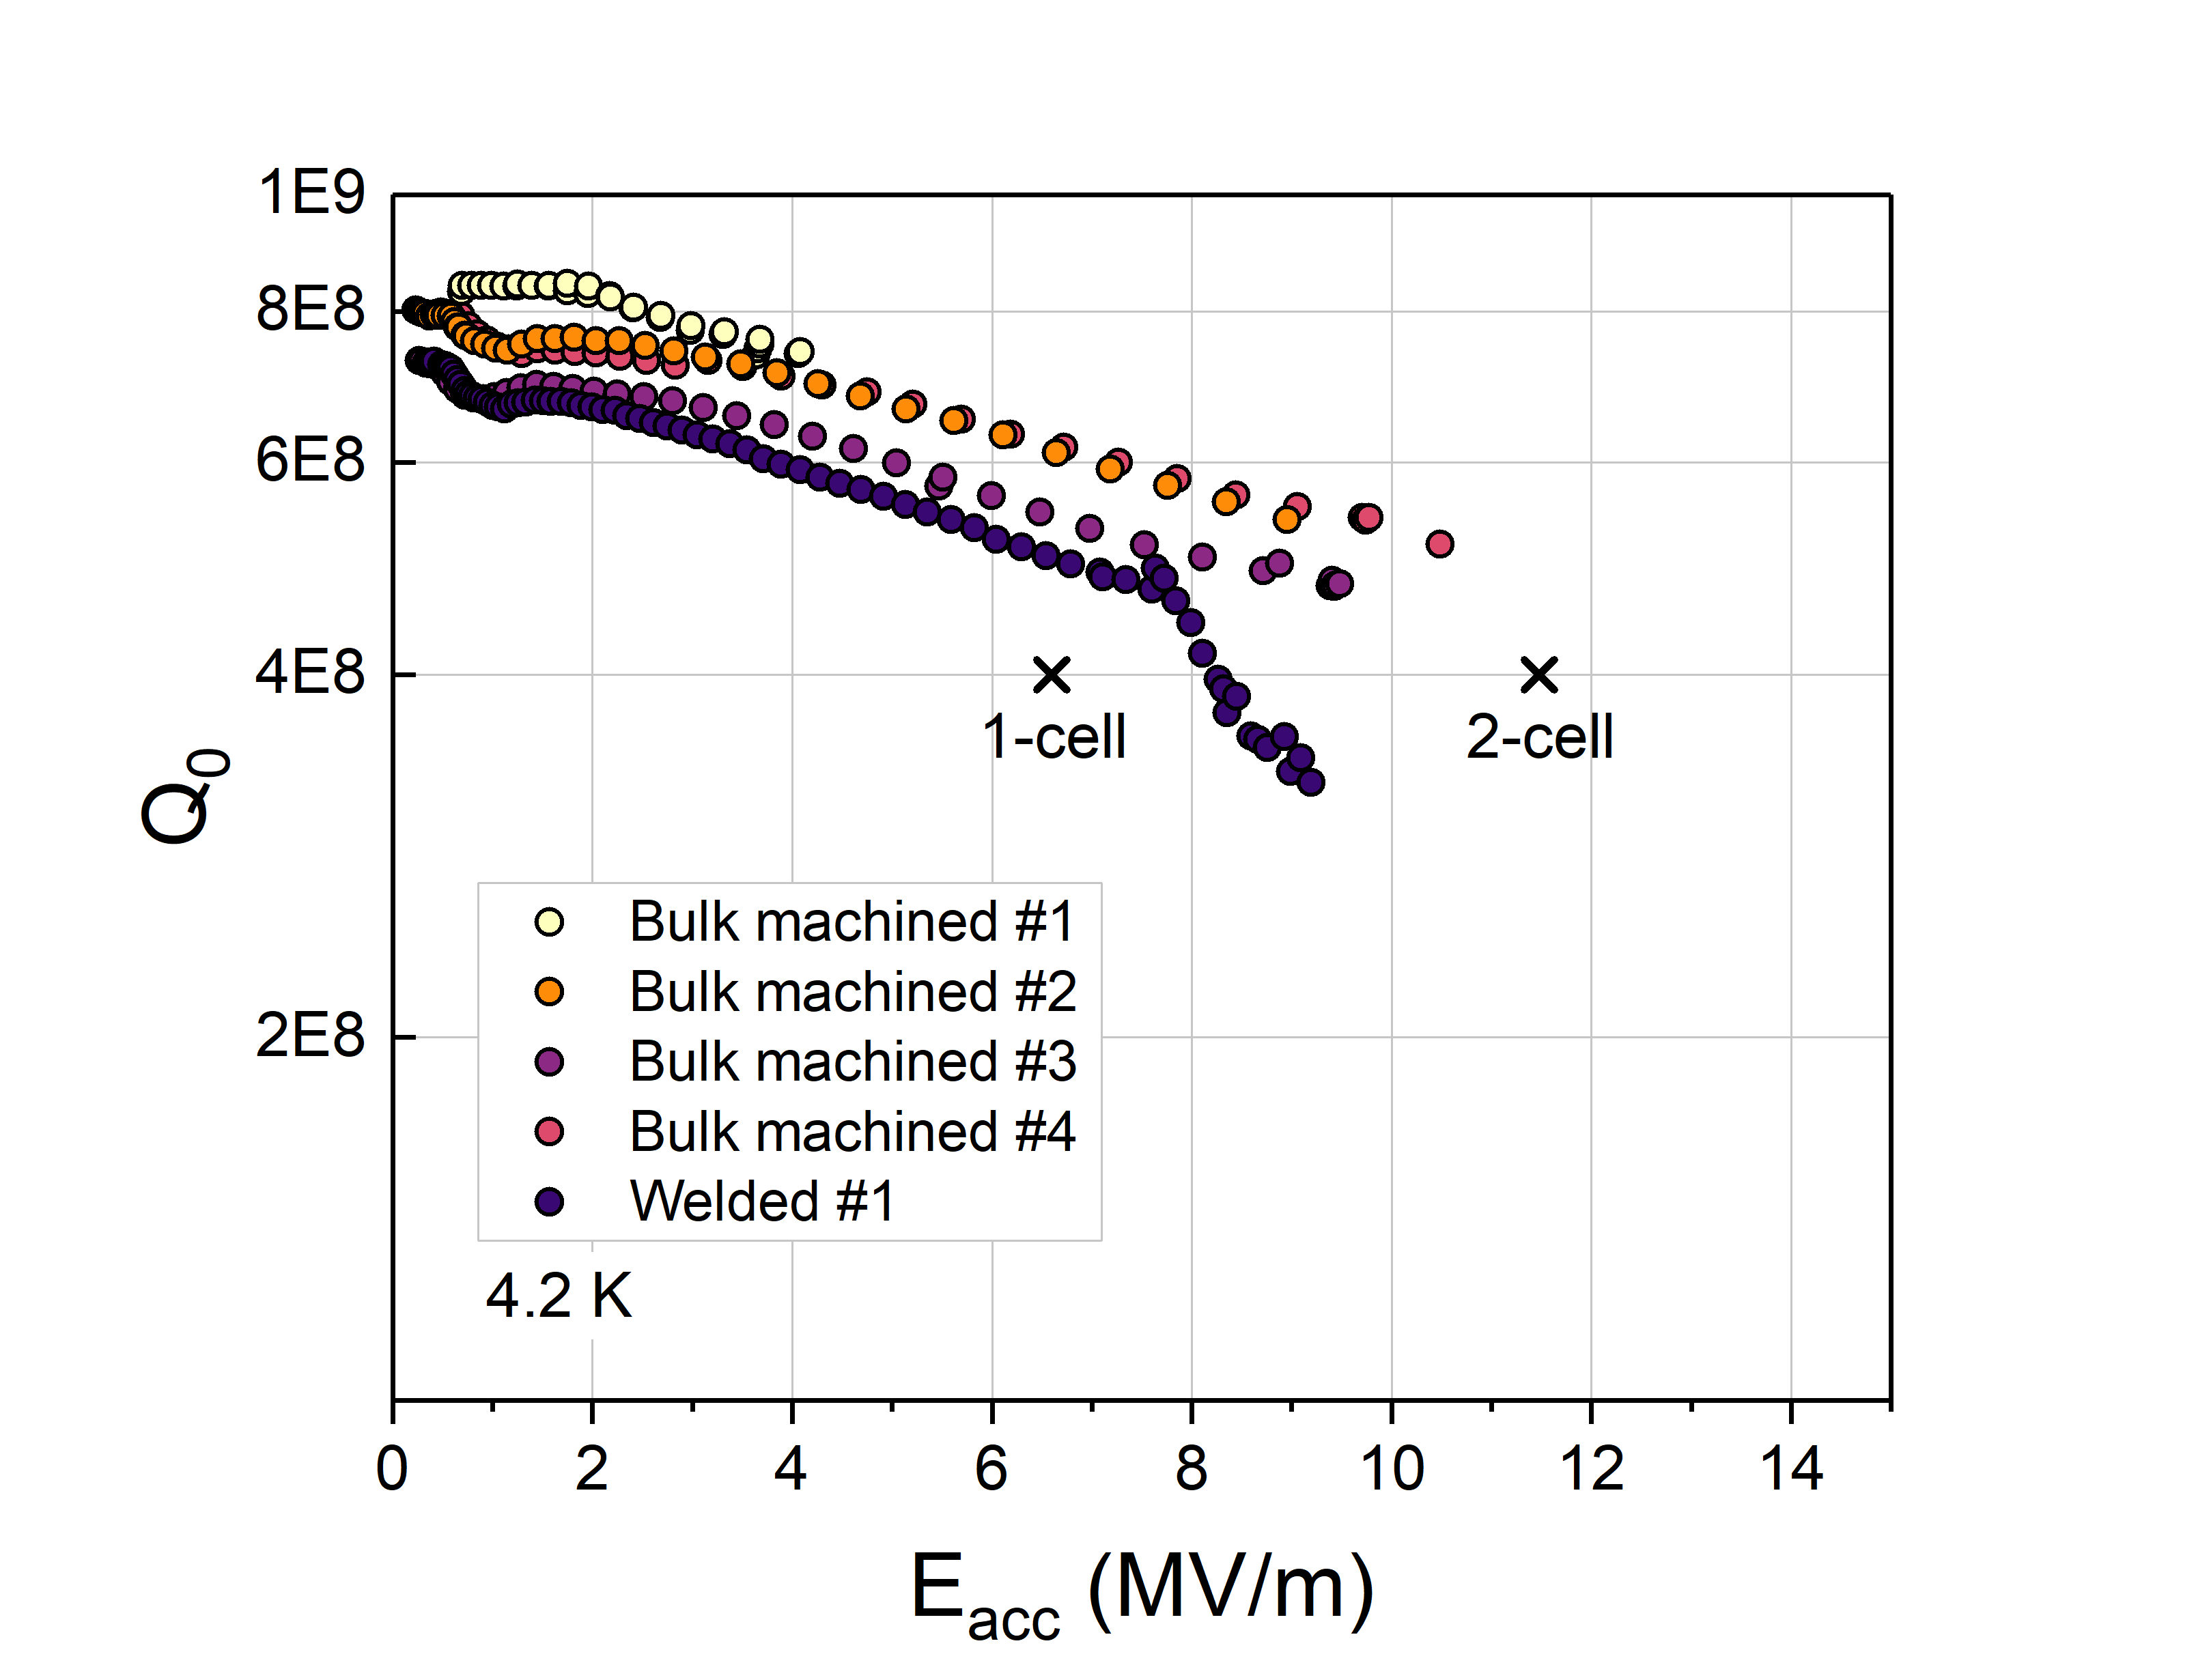 1E9
8E8
6E8
4E8
2E8
Q0
1-cell
2-cell
Bulk machined #1
Bulk machined #2
Bulk machined #3
Bulk machined #4
Welded #1
4.2 K
0 2 4 6 8 10 12 14
Eacc (MV/m)